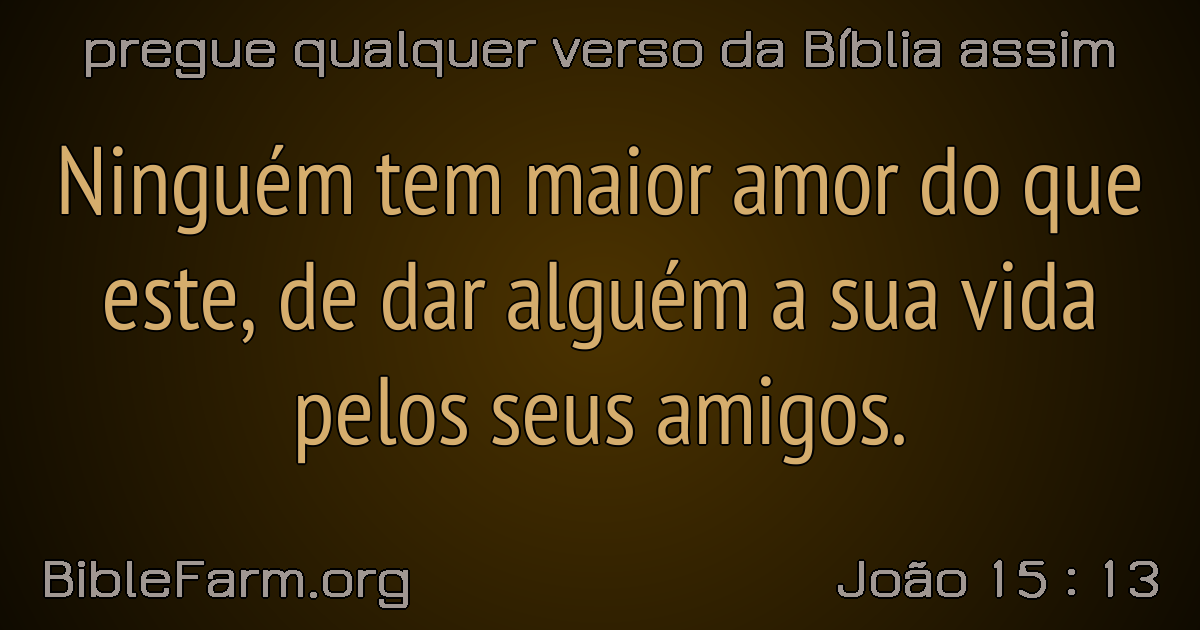 pregue qualquer verso da Bíblia assim
Ninguém tem maior amor do que
este, de dar alguém a sua vida
pelos seus amigos.
BibleFarm.org
João 15 : 13